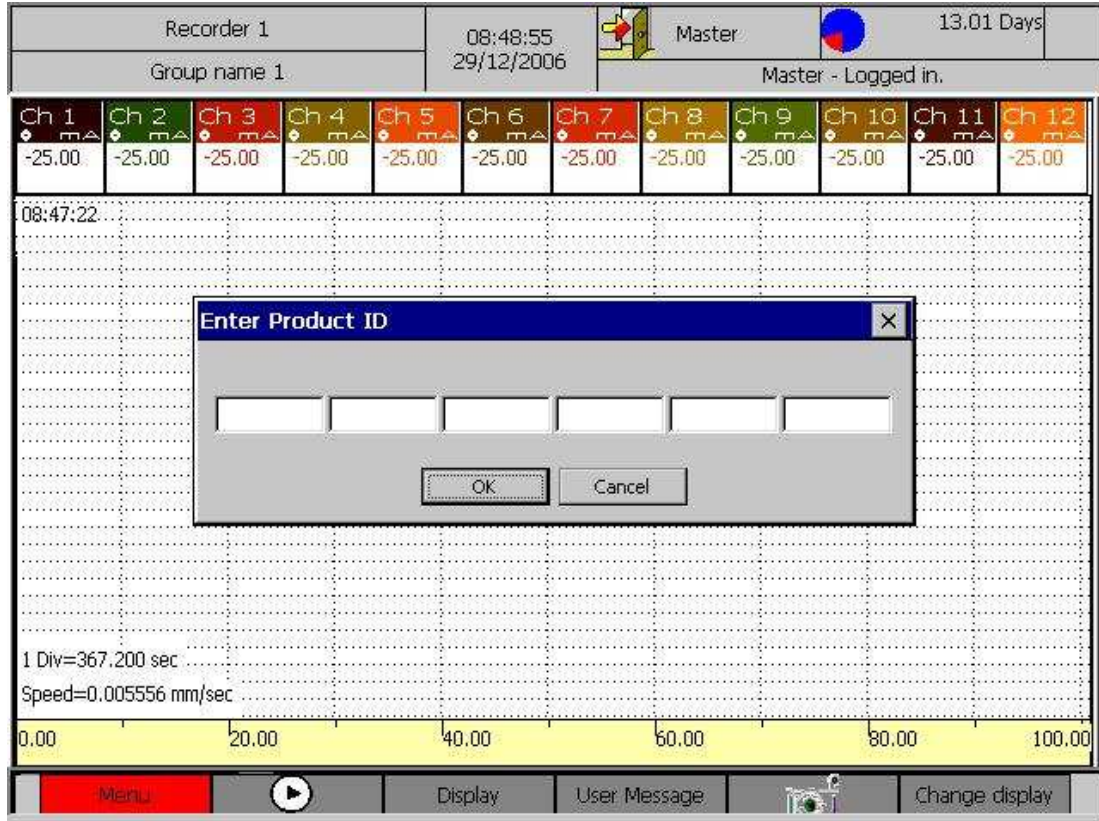 Recorder 1
Group name 1
08:48:55
29/12/2006
Master
13.01 Days
Master - Logged in.
Ch 1 Ch 2 Ch 3 Ch 4 Ch 5 Ch 6 Ch 7 Ch 8 Ch 9 Ch 10 Ch 11 Ch 12
mA mA mA mA mA mA mA mA mA mA mA mA
-25.00 -25.00 -25.00 -25.00 -25.00 -25.00 -25.00 -25.00 -25.00 -25.00 -25.00 -25.00
08:47:22
Enter Product ID
OK Cancel
1 Div=367.200 sec
Speed=0.005556 mm/sec
0.00 20.00 40.00 60.00 80.00 100.00
Menu Display User Message Change display